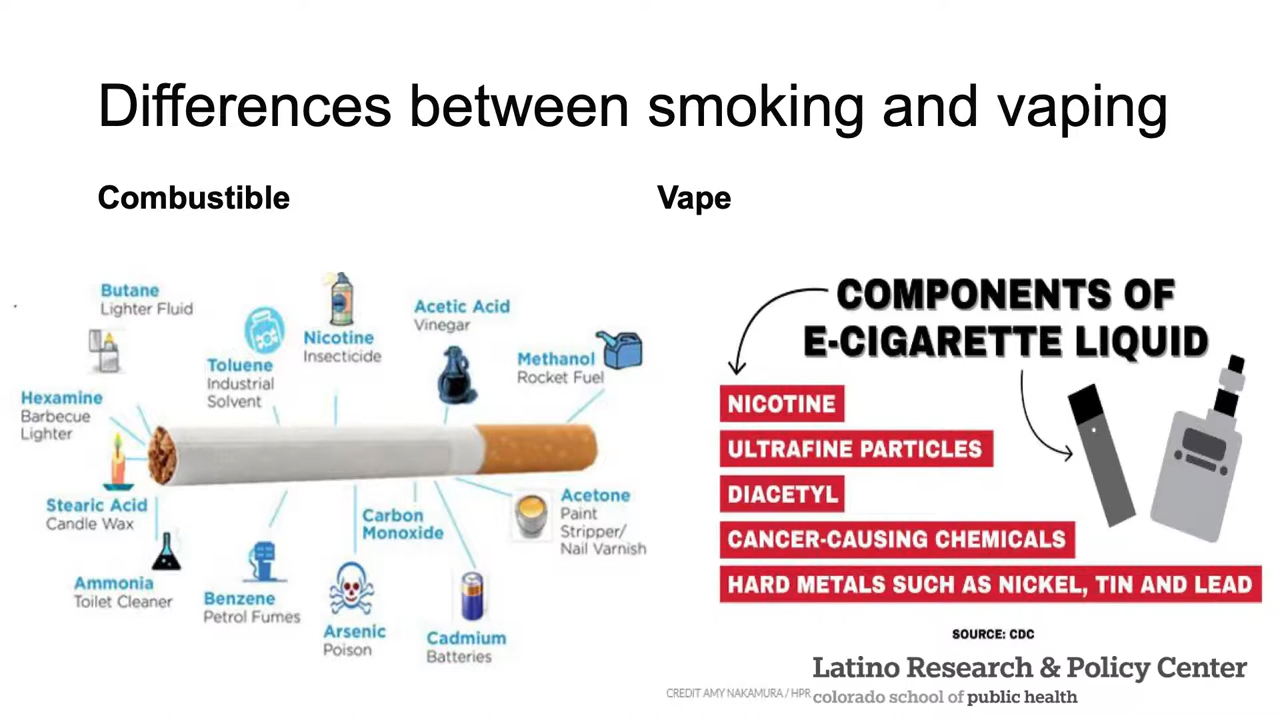 Differences between smoking and vaping
Combustible
Vape
Butane
Lighter Fluid
Toluene
Industrial
Solvent
Nicotine
Insecticide
Acetic Acid
Vinegar
Methanol
Rocket Fuel
Hexamine
Barbecue
Lighter
Stearic Acid
Candle Wax
Ammonia
Toilet Cleaner
Benzene
Petrol Fumes
Arsenic
Poison
Carbon
Monoxide
Cadmium
Batteries
Acetone
Paint
Stripper/
Nail Varnish
COMPONENTS OF
E-CIGARETTE LIQUID
NICOTINE
ULTRAFINE PARTICLES
DIACETYL
CANCER-CAUSING CHEMICALS
HARD METALS SUCH AS NICKEL, TIN AND LEAD
SOURCE: CDC
CREDIT AMY NAKAMURA / HPR
Latino Research & Policy Center
colorado school of public health